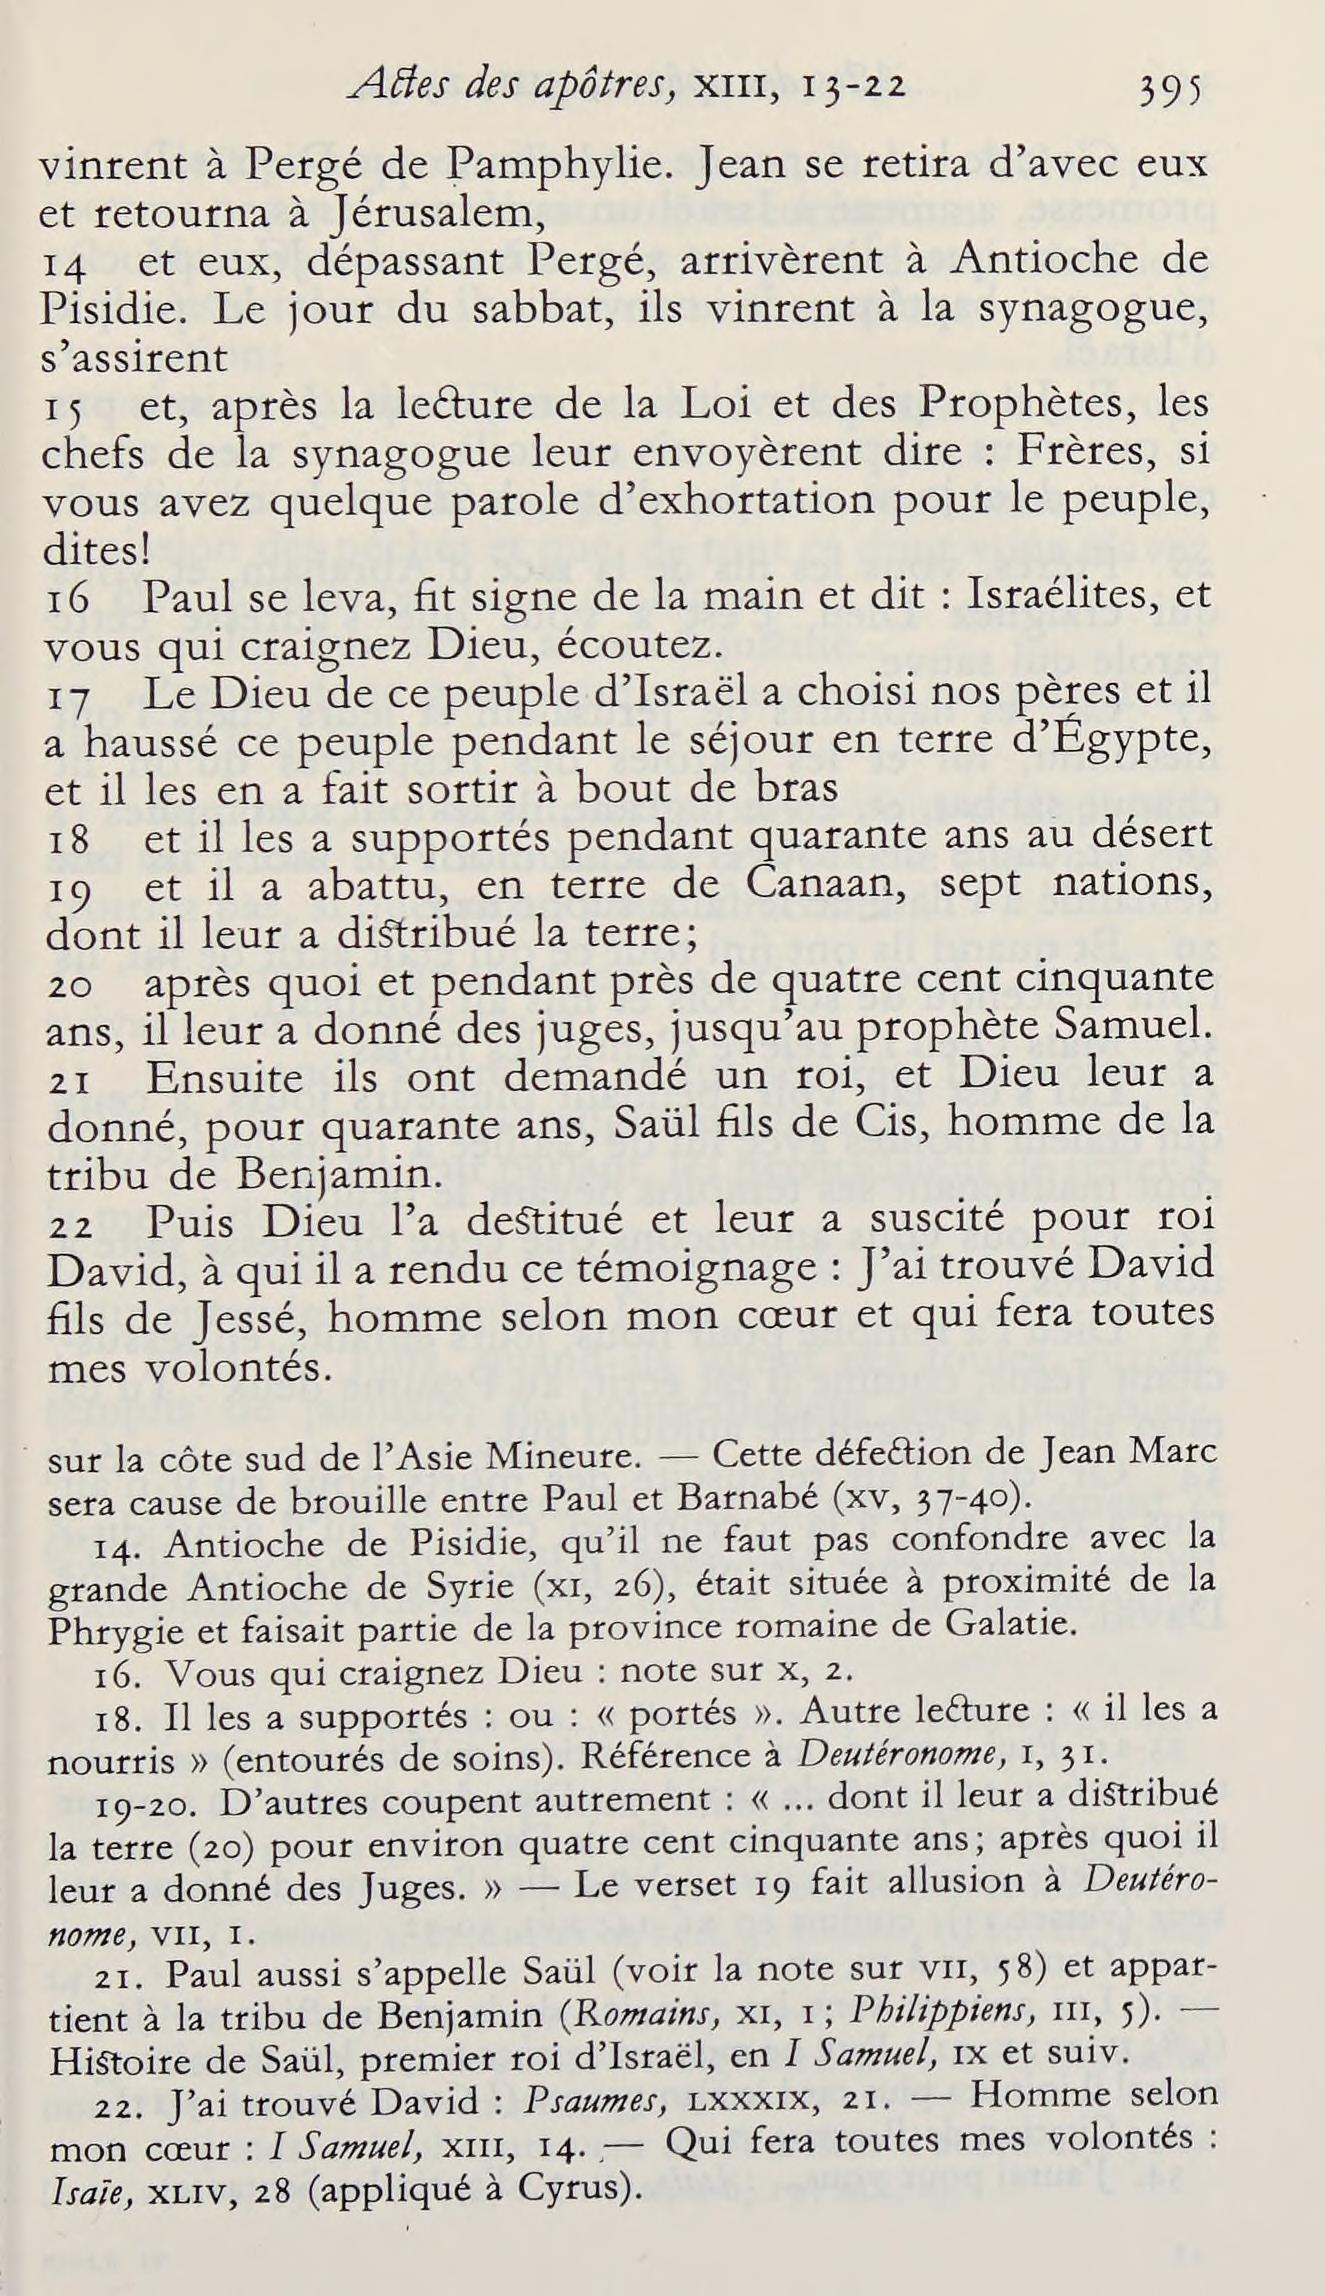 Actes des apôtres, XIII, 13-22 395
vinrent à Pergé de Pamphylie. Jean se retira d'avec eux
et retourna à Jérusalem,
14 et eux, dépassant Pergé, arrivèrent à Antioche de
Pisidie. Le jour du sabbat, ils vinrent à la synagogue,
s'assirent
15 et, après la lecture de la Loi et des Prophètes, les
chefs de la synagogue leur envoyèrent dire : Frères, si
vous avez quelque parole d'exhortation pour le peuple,
dites!
16 Paul se leva, fit signe de la main et dit : Israélites, et
vous qui craignez Dieu, écoutez.
17 Le Dieu de ce peuple d'Israël a choisi nos pères et il
a haussé ce peuple pendant le séjour en terre d'Égypte,
et il les en a fait sortir à bout de bras
18 et il les a supportés pendant quarante ans au désert
19 et il a abattu, en terre de Canaan, sept nations,
dont il leur a distribué la terre;
20 après quoi et pendant près de quatre cent cinquante
ans, il leur a donné des juges, jusqu'au prophète Samuel.
21 Ensuite ils ont demandé un roi, et Dieu leur a
donné, pour quarante ans, Saül fils de Cis, homme de la
tribu de Benjamin.
22 Puis Dieu l'a destitué et leur a suscité pour roi
David, à qui il a rendu ce témoignage : J'ai trouvé David
fils de Jessé, homme selon mon cœur et qui fera toutes
mes volontés.
sur la côte sud de l'Asie Mineure. — Cette défection de Jean Marc
sera cause de brouille entre Paul et Barnabé (XV, 37-40).
14. Antioche de Pisidie, qu'il ne faut pas confondre avec la
grande Antioche de Syrie (XI, 26), était située à proximité de la
Phrygie et faisait partie de la province romaine de Galatie.
16. Vous qui craignez Dieu : note sur X, 2.
18. Il les a supportés : ou : « portés ». Autre lecture : « il les a
nourris » (entourés de soins). Référence à Deutéronome, I, 31.
19-20. D'autres coupent autrement : « ... dont il leur a distribué
la terre (20) pour environ quatre cent cinquante ans; après quoi il
leur a donné des Juges. » — Le verset 19 fait allusion à Deutéro-
nome, VII, 1.
21. Paul aussi s'appelle Saül (voir la note sur VII, 58) et appar-
tient à la tribu de Benjamin (Romains, XI, 1; Philippiens, III, 5). —
Histoire de Saül, premier roi d'Israël, en I Samuel, IX et suiv.
22. J'ai trouvé David : Psaumes, LXXXIX, 21. — Homme selon
mon cœur : I Samuel, XIII, 14. — Qui fera toutes mes volontés :
Isaïe, XLIV, 28 (appliqué à Cyrus).